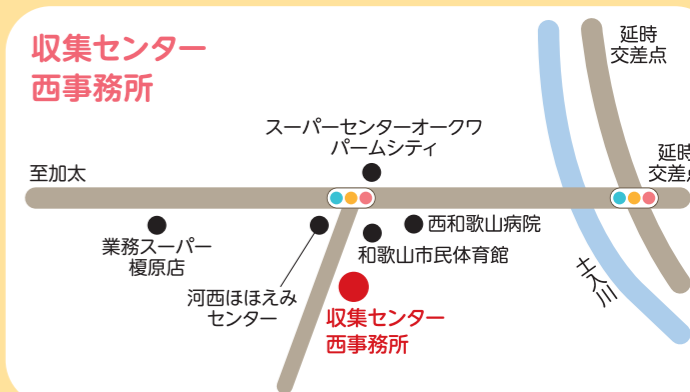 収集センター
西事務所
延時
交差点
スーパーセンターオークワ
パームシティ
延時
交差
至加太
西和歌山病院
業務スーパー
榎原店
和歌山市民体育館
河西ほほえみ
センター
土入川
収集センター
西事務所